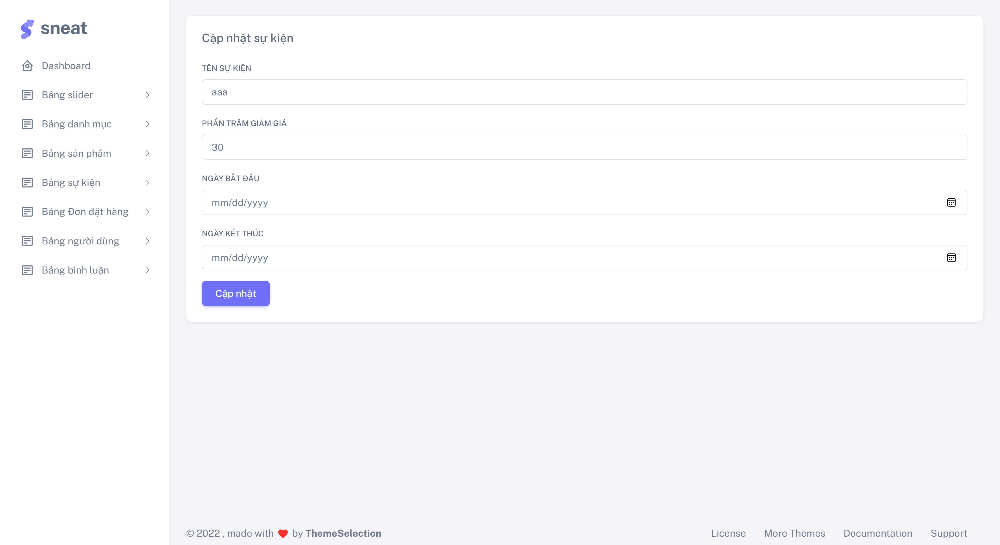 sneat
Dashboard
Bảng slider
Bảng danh mục
Bảng sản phẩm
Bảng sự kiện
Bảng Đơn đặt hàng
Bảng người dùng
Bảng bình luận
Cập nhật sự kiện
TÊN SỰ KIỆN
aaa
PHẦN TRĂM GIẢM GIÁ
30
NGÀY BẮT ĐẦU
mm/dd/yyyy
NGÀY KẾT THÚC
mm/dd/yyyy
Cập nhật
© 2022 , made with ❤️ by ThemeSelection
License More Themes Documentation Support